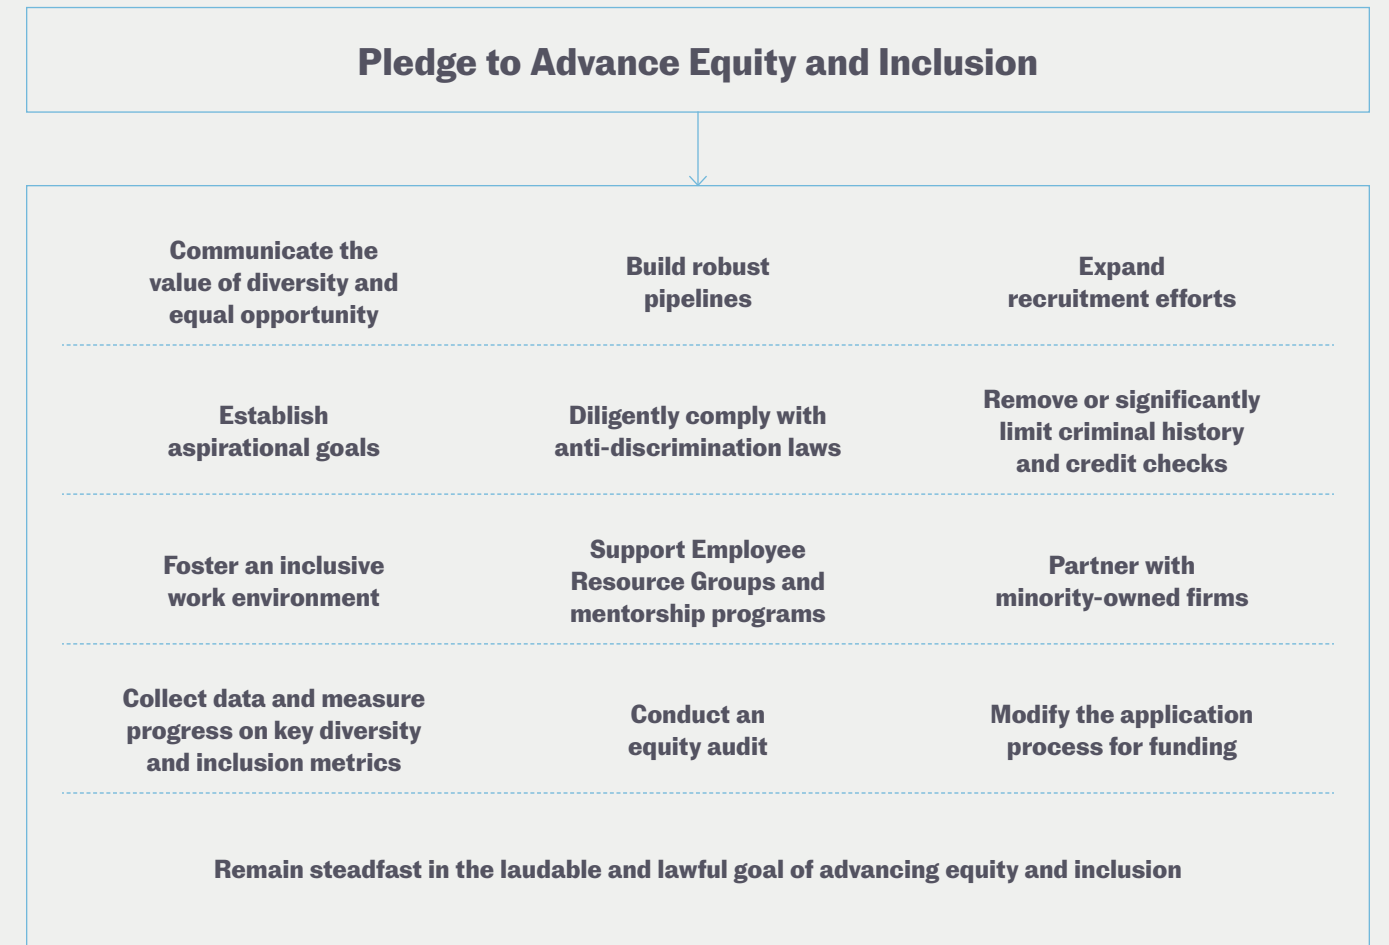 Pledge to Advance Equity and Inclusion
Communicate the
value of diversity and
equal opportunity
Build robust
pipelines
Expand
recruitment efforts
Establish
aspirational goals
Diligently comply with
anti-discrimination laws
Remove or significantly
limit criminal history
and credit checks
Foster an inclusive
work environment
Support Employee
Resource Groups and
mentorship programs
Partner with
minority-owned firms
Collect data and measure
progress on key diversity
and inclusion metrics
Conduct an
equity audit
Modify the application
process for funding
Remain steadfast in the laudable and lawful goal of advancing equity and inclusion